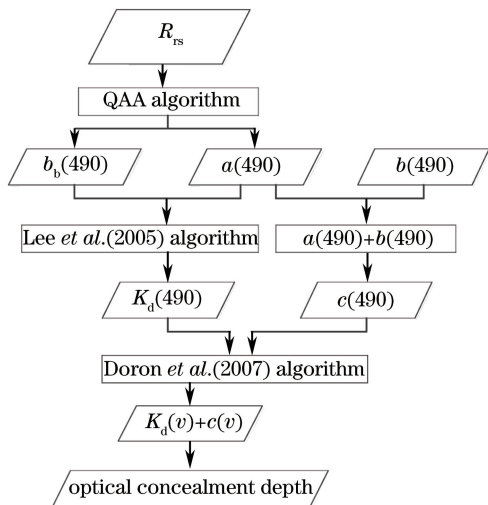 R_rs
QAA algorithm
b_b(490) a(490) b(490)
Lee et al.(2005) algorithm a(490)+b(490)
K_d(490) c(490)
Doron et al.(2007) algorithm
K_d(v)+c(v)
optical concealment depth